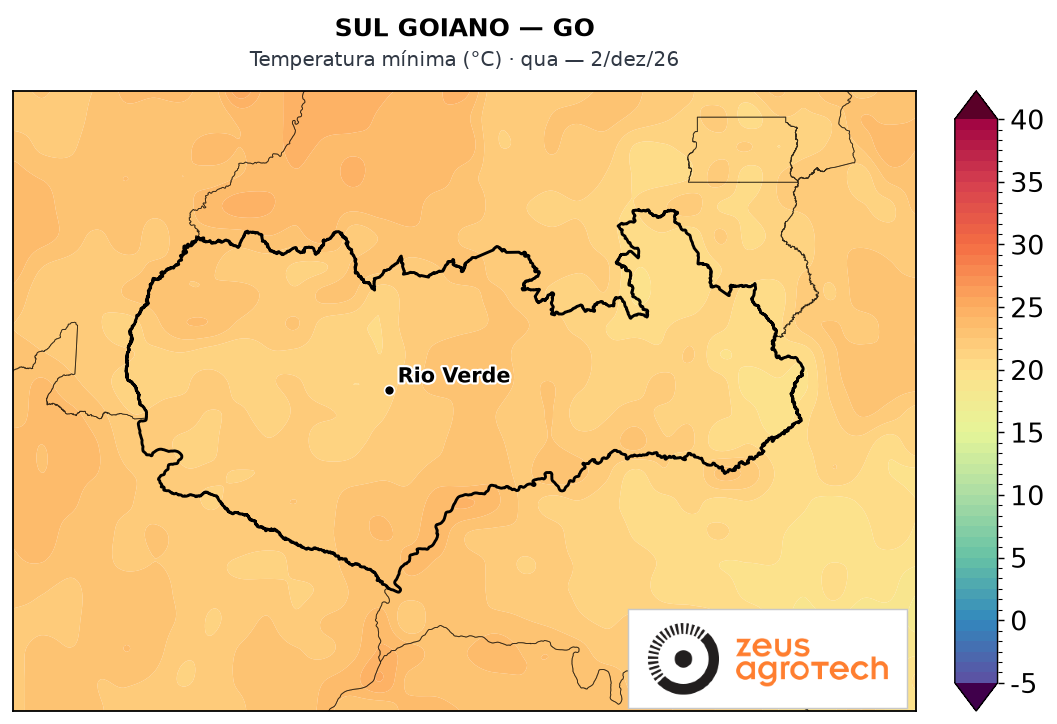 SUL GOIANO — GO
Temperatura mínima (°C) · qua — 2/dez/26
Rio Verde
40
35
30
25
20
15
10
5
0
-5
zeus
agrotech